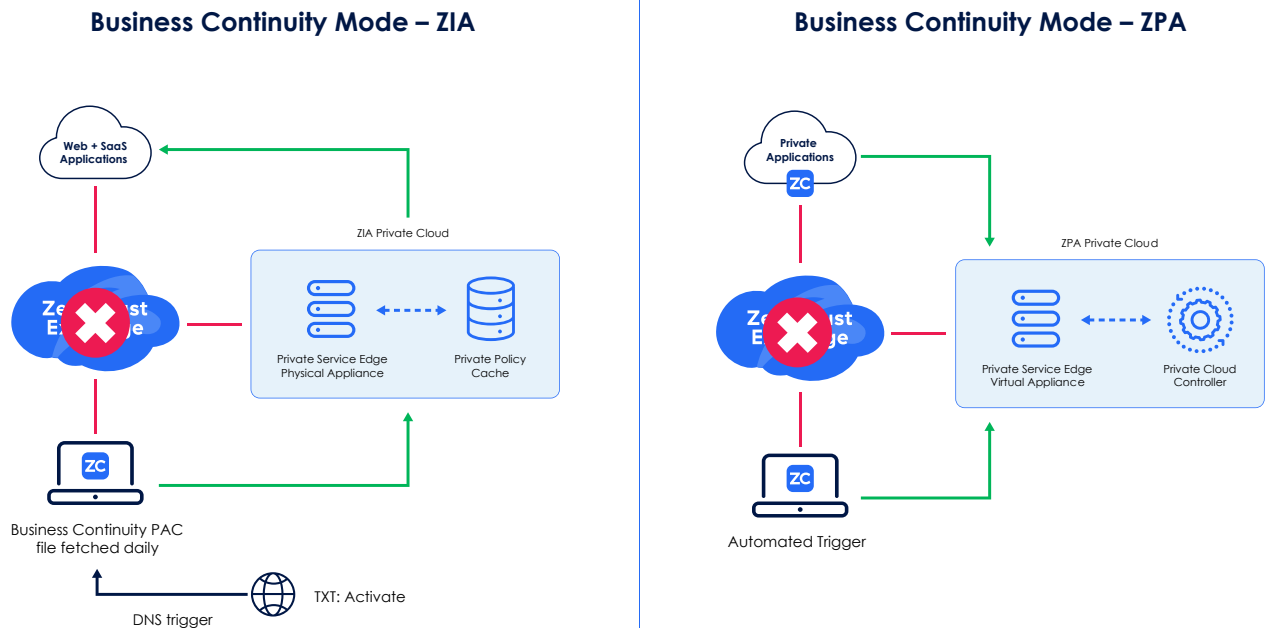 Business Continuity Mode – ZIA
Web + SaaS
Applications
ZIA Private Cloud
Private Service Edge
Physical Appliance
Private Policy
Cache
ZC
Business Continuity PAC
file fetched daily
DNS trigger
TXT: Activate
Business Continuity Mode – ZPA
Private
Applications
ZC
ZPA Private Cloud
Private Service Edge
Virtual Appliance
Private Cloud
Controller
ZC
Automated Trigger